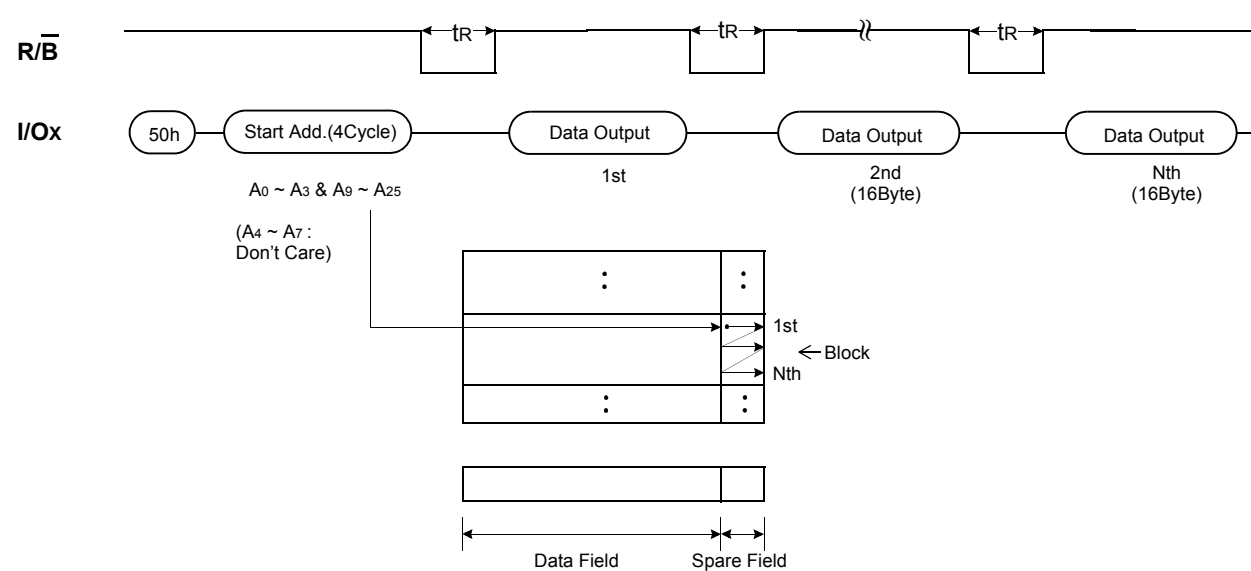 R/B tR tR tR
I/Ox 50h Start Add.(4Cycle) Data Output Data Output Data Output
1st 2nd Nth
(16Byte) (16Byte)
A0 ~ A3 & A9 ~ A25
(A4 ~ A7 :
Don't Care)
1st
Block
Nth
Data Field Spare Field